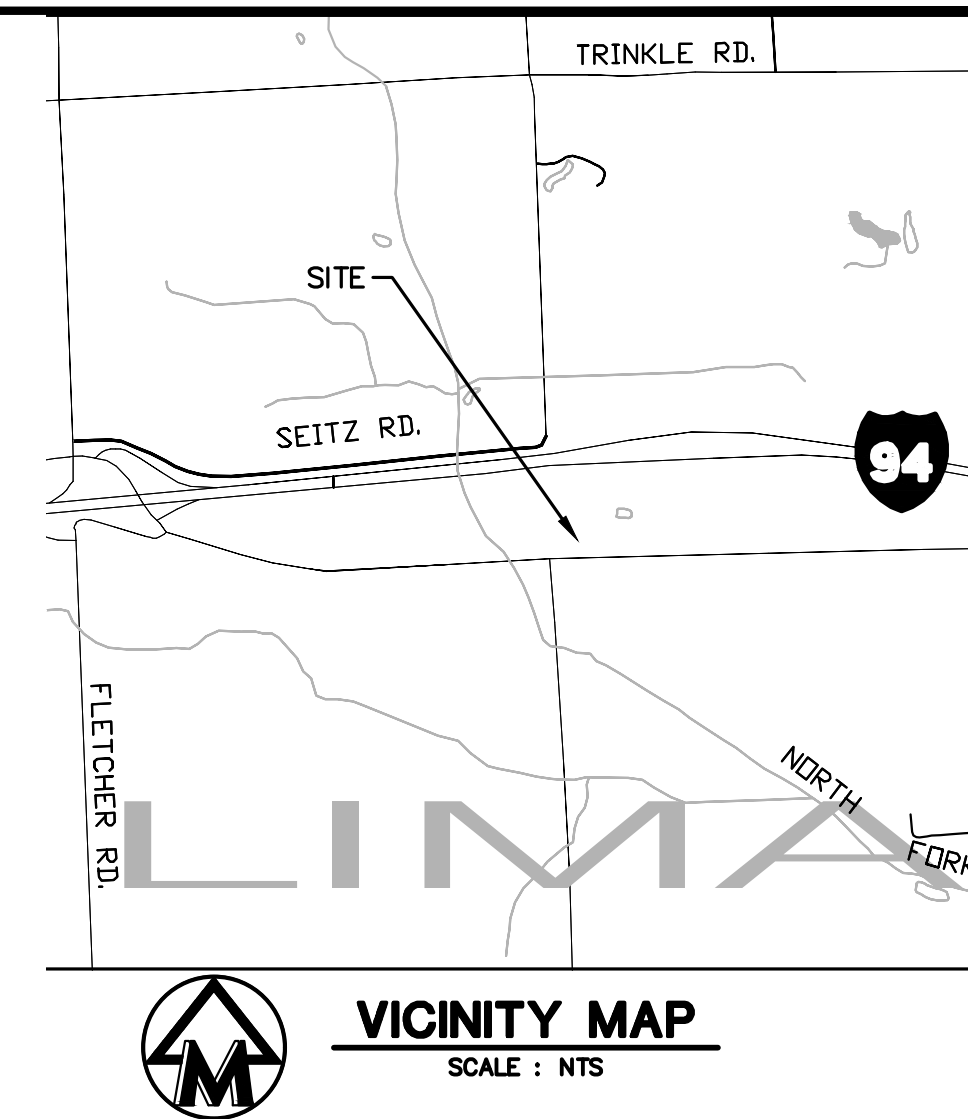 TRINKLE RD.
SITE
SEITZ RD.
94
FLETCHER RD.
NORTH
FORK
LIMA
M
VICINITY MAP
SCALE : NTS